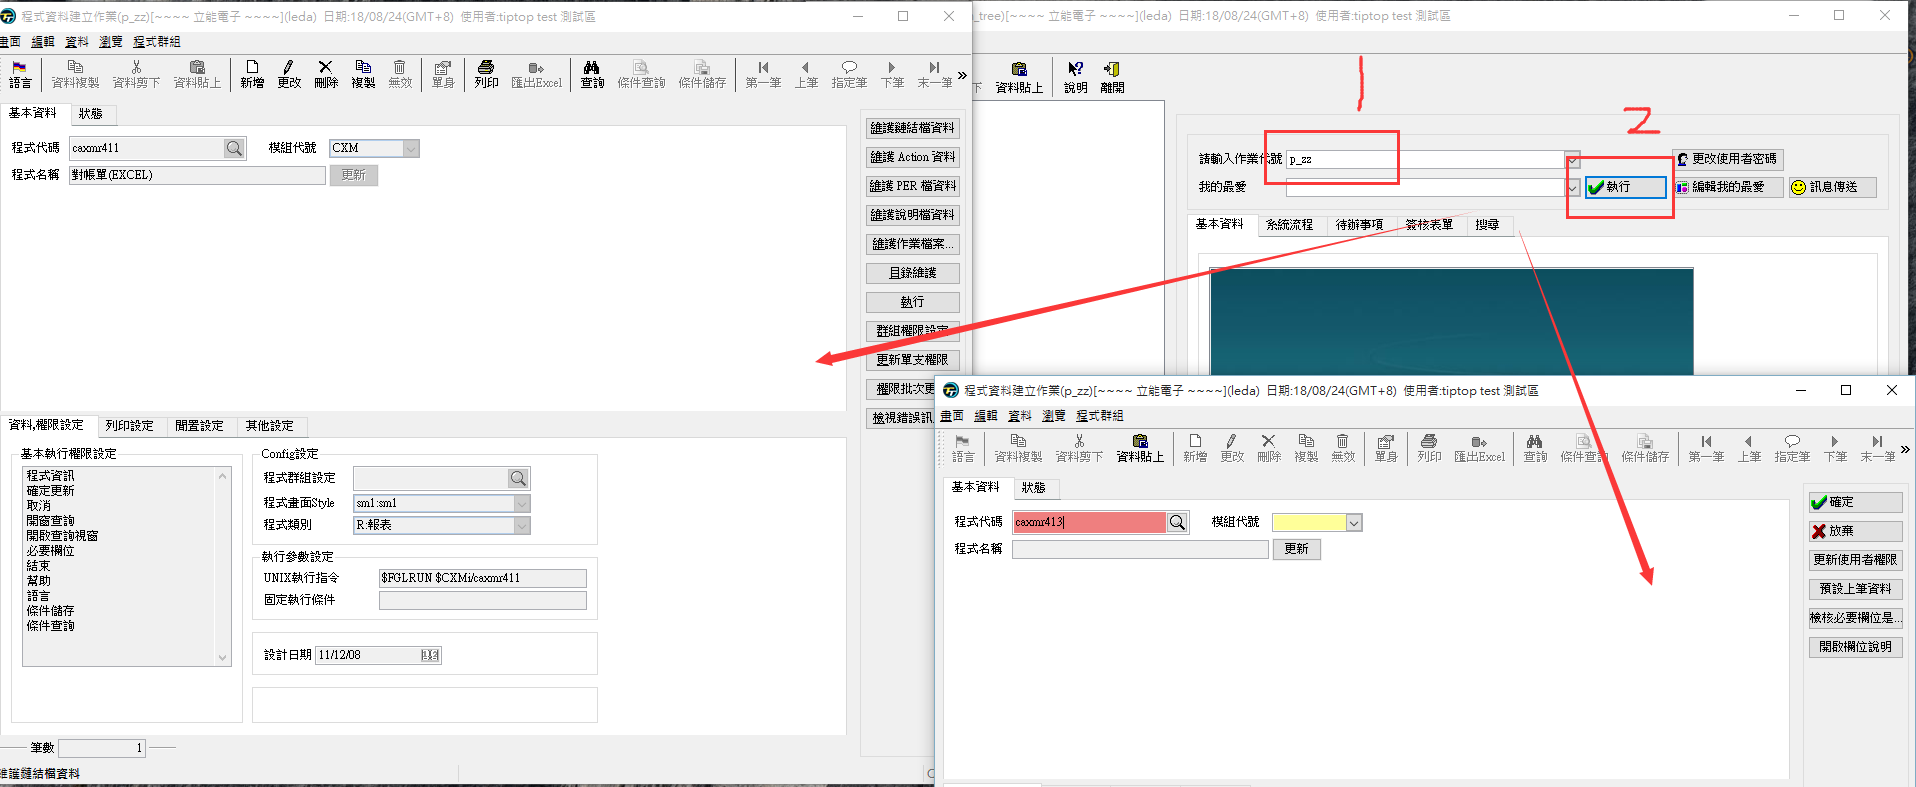 程式資料建立作業(p_zz)[~~~~ 立能電子 ~~~~](leda) 日期:18/08/24(GMT+8) 使用者:tiptop test 測試區
畫面 編輯 資料 瀏覽 程式群組
語言 資料複製 資料剪下 資料貼上 新增 更改 刪除 複製 無效 單身 列印 匯出Excel 查詢 條件查詢 條件儲存 第一筆 上筆 指定筆 下筆 末一筆 »
基本資料 狀態
程式代碼 caxmr411 模組代號 CXM
程式名稱 對帳單(EXCEL) 更新
維護鏈結檔資料
維護 Action 資料
維護 PER 檔資料
維護說明檔資料
維護作業檔案...
目錄維護
執行
群組權限設定
更新單支權限
權限批次更
檢視錯誤訊
資料,權限設定 列印設定 閒置設定 其他設定
基本執行權限設定
程式資訊
確定更新
取消
開窗查詢
開啟查詢視窗
必要欄位
結束
幫助
語言
條件儲存
條件查詢
Config設定
程式群組設定
程式畫面Style sm1:sm1
程式類別 R:報表
執行參數設定
UNIX執行指令 $FGLRUN $CXMi/caxmr411
固定執行條件
設計日期 11/12/08
筆數 1
維護鏈結檔資料
_tree)[~~~~ 立能電子 ~~~~](leda) 日期:18/08/24(GMT+8) 使用者:tiptop test 測試區
下 資料貼上 說明 離開
1
2
請輸入作業代號 p_zz 更改使用者密碼
我的最愛 執行 編輯我的最愛 訊息傳送
基本資料 系統流程 待辦事項 簽核表單 搜尋
程式資料建立作業(p_zz)[~~~~ 立能電子 ~~~~](leda) 日期:18/08/24(GMT+8) 使用者:tiptop test 測試區
畫面 編輯 資料 瀏覽 程式群組
語言 資料複製 資料剪下 資料貼上 新增 更改 刪除 複製 無效 單身 列印 匯出Excel 查詢 條件查詢 條件儲存 第一筆 上筆 指定筆 下筆 末一筆 »
基本資料 狀態
程式代碼 caxmr413 模組代號
程式名稱 更新
確定
放棄
更新使用者權限
預設上筆資料
檢核必要欄位是...
開啟欄位說明